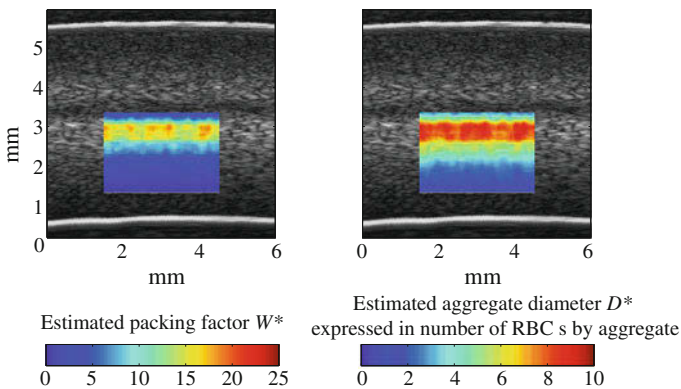 5
4
3
2
1
0
mm
2
4
6
mm
0
2
4
6
mm
Estimated packing factor W*
0 5 10 15 20 25
Estimated aggregate diameter D*
expressed in number of RBC s by aggregate
0 2 4 6 8 10